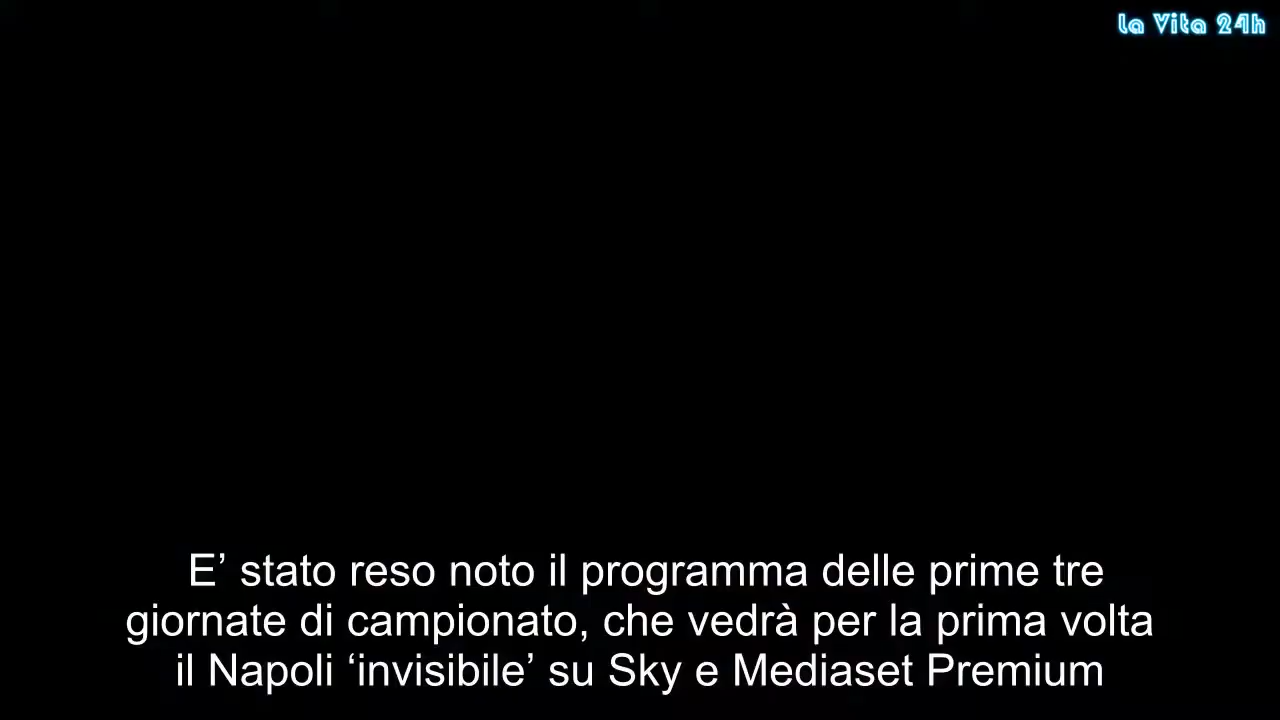 la Vita 24h
E’ stato reso noto il programma delle prime tre
giornate di campionato, che vedrà per la prima volta
il Napoli ‘invisibile’ su Sky e Mediaset Premium